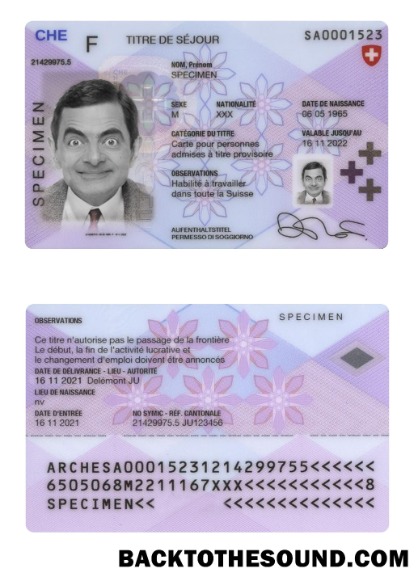 CHE
F
TITRE DE SÉJOUR
SA0001523
21429975.5
NOM, Prénom
SPECIMEN
SPECIMEN
SEXE NATIONALITÉ DATE DE NAISSANCE
M XXX 06 05 1965
CATÉGORIE DU TITRE VALABLE JUSQU'AU
Carte pour personnes 16 11 2022
admises à titre provisoire
OBSERVATIONS
Habilité à travailler
dans toute la Suisse
AUFENTHALTSTITEL
PERMESSO DI SOGGIORNO
OBSERVATIONS
SPECIMEN
Ce titre n'autorise pas le passage de la frontière
Le début, la fin de l'activité lucrative et
le changement d'emploi doivent être annoncés
DATE DE DÉLIVRANCE - LIEU - AUTORITÉ
16 11 2021 Delémont JU
LIEU DE NAISSANCE
nv
DATE D'ENTRÉE NO SYMIC - RÉF. CANTONALE
16 11 2021 21429975.5 JU123456
ARCHESA00015231214299755<<<<<<
6505068M2211167XXX<<<<<<<<<<<8
SPECIMEN<< <<<<<<<<<<<<<<<
BACKTOTHESOUND.COM